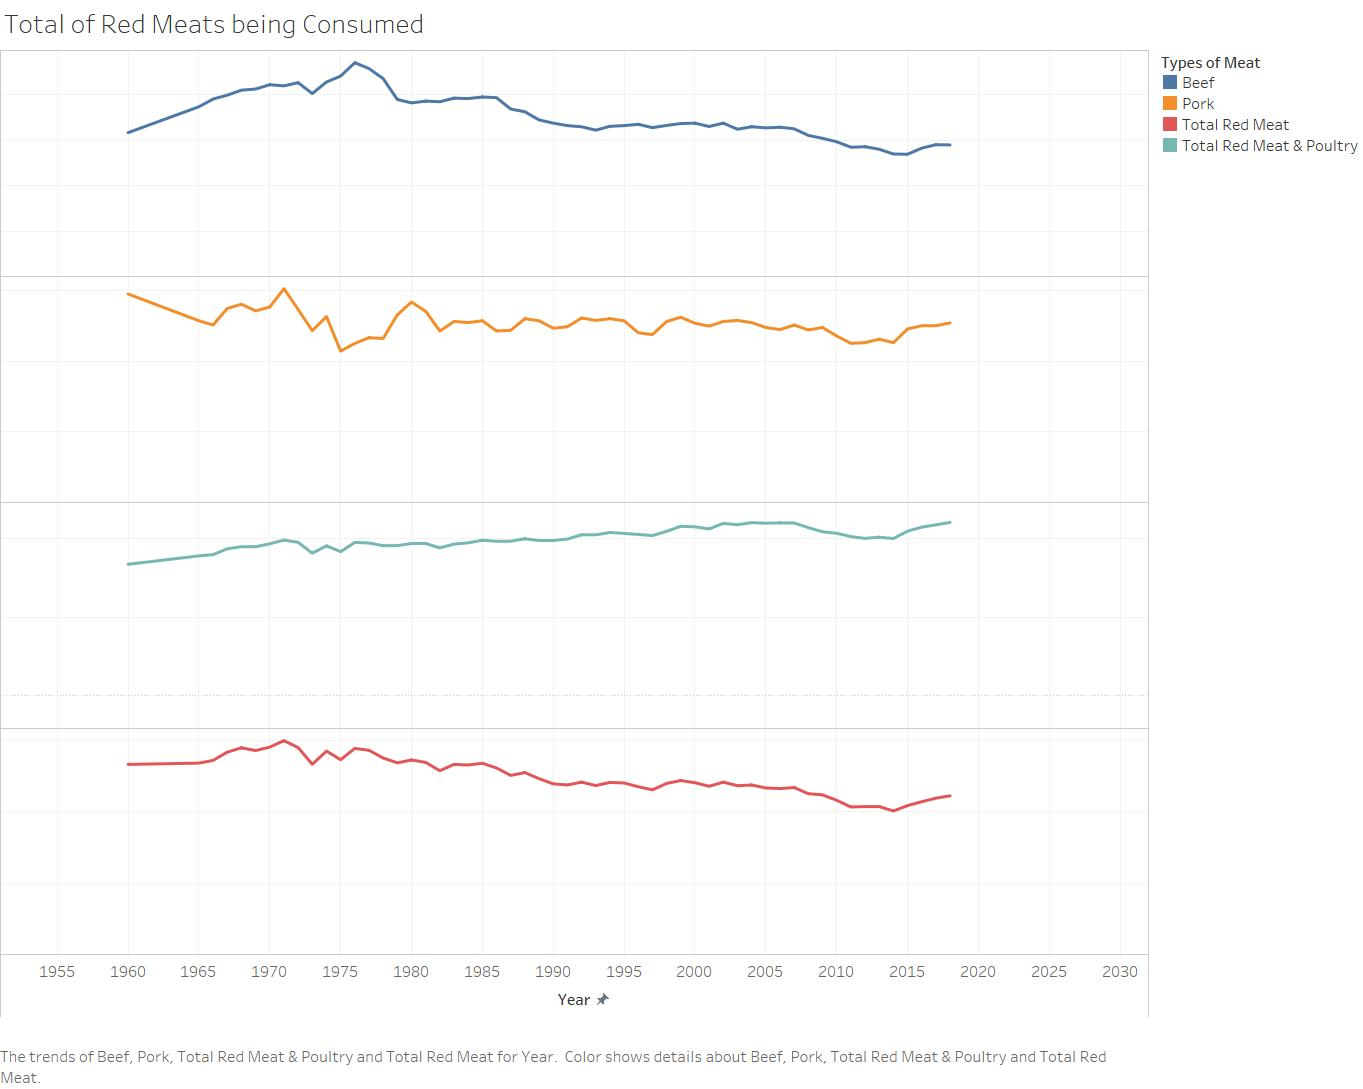 Total of Red Meats being Consumed
Types of Meat
Beef
Pork
Total Red Meat
Total Red Meat & Poultry
1955 1960 1965 1970 1975 1980 1985 1990 1995 2000 2005 2010 2015 2020 2025 2030
Year
The trends of Beef, Pork, Total Red Meat & Poultry and Total Red Meat for Year. Color shows details about Beef, Pork, Total Red Meat & Poultry and Total Red
Meat.